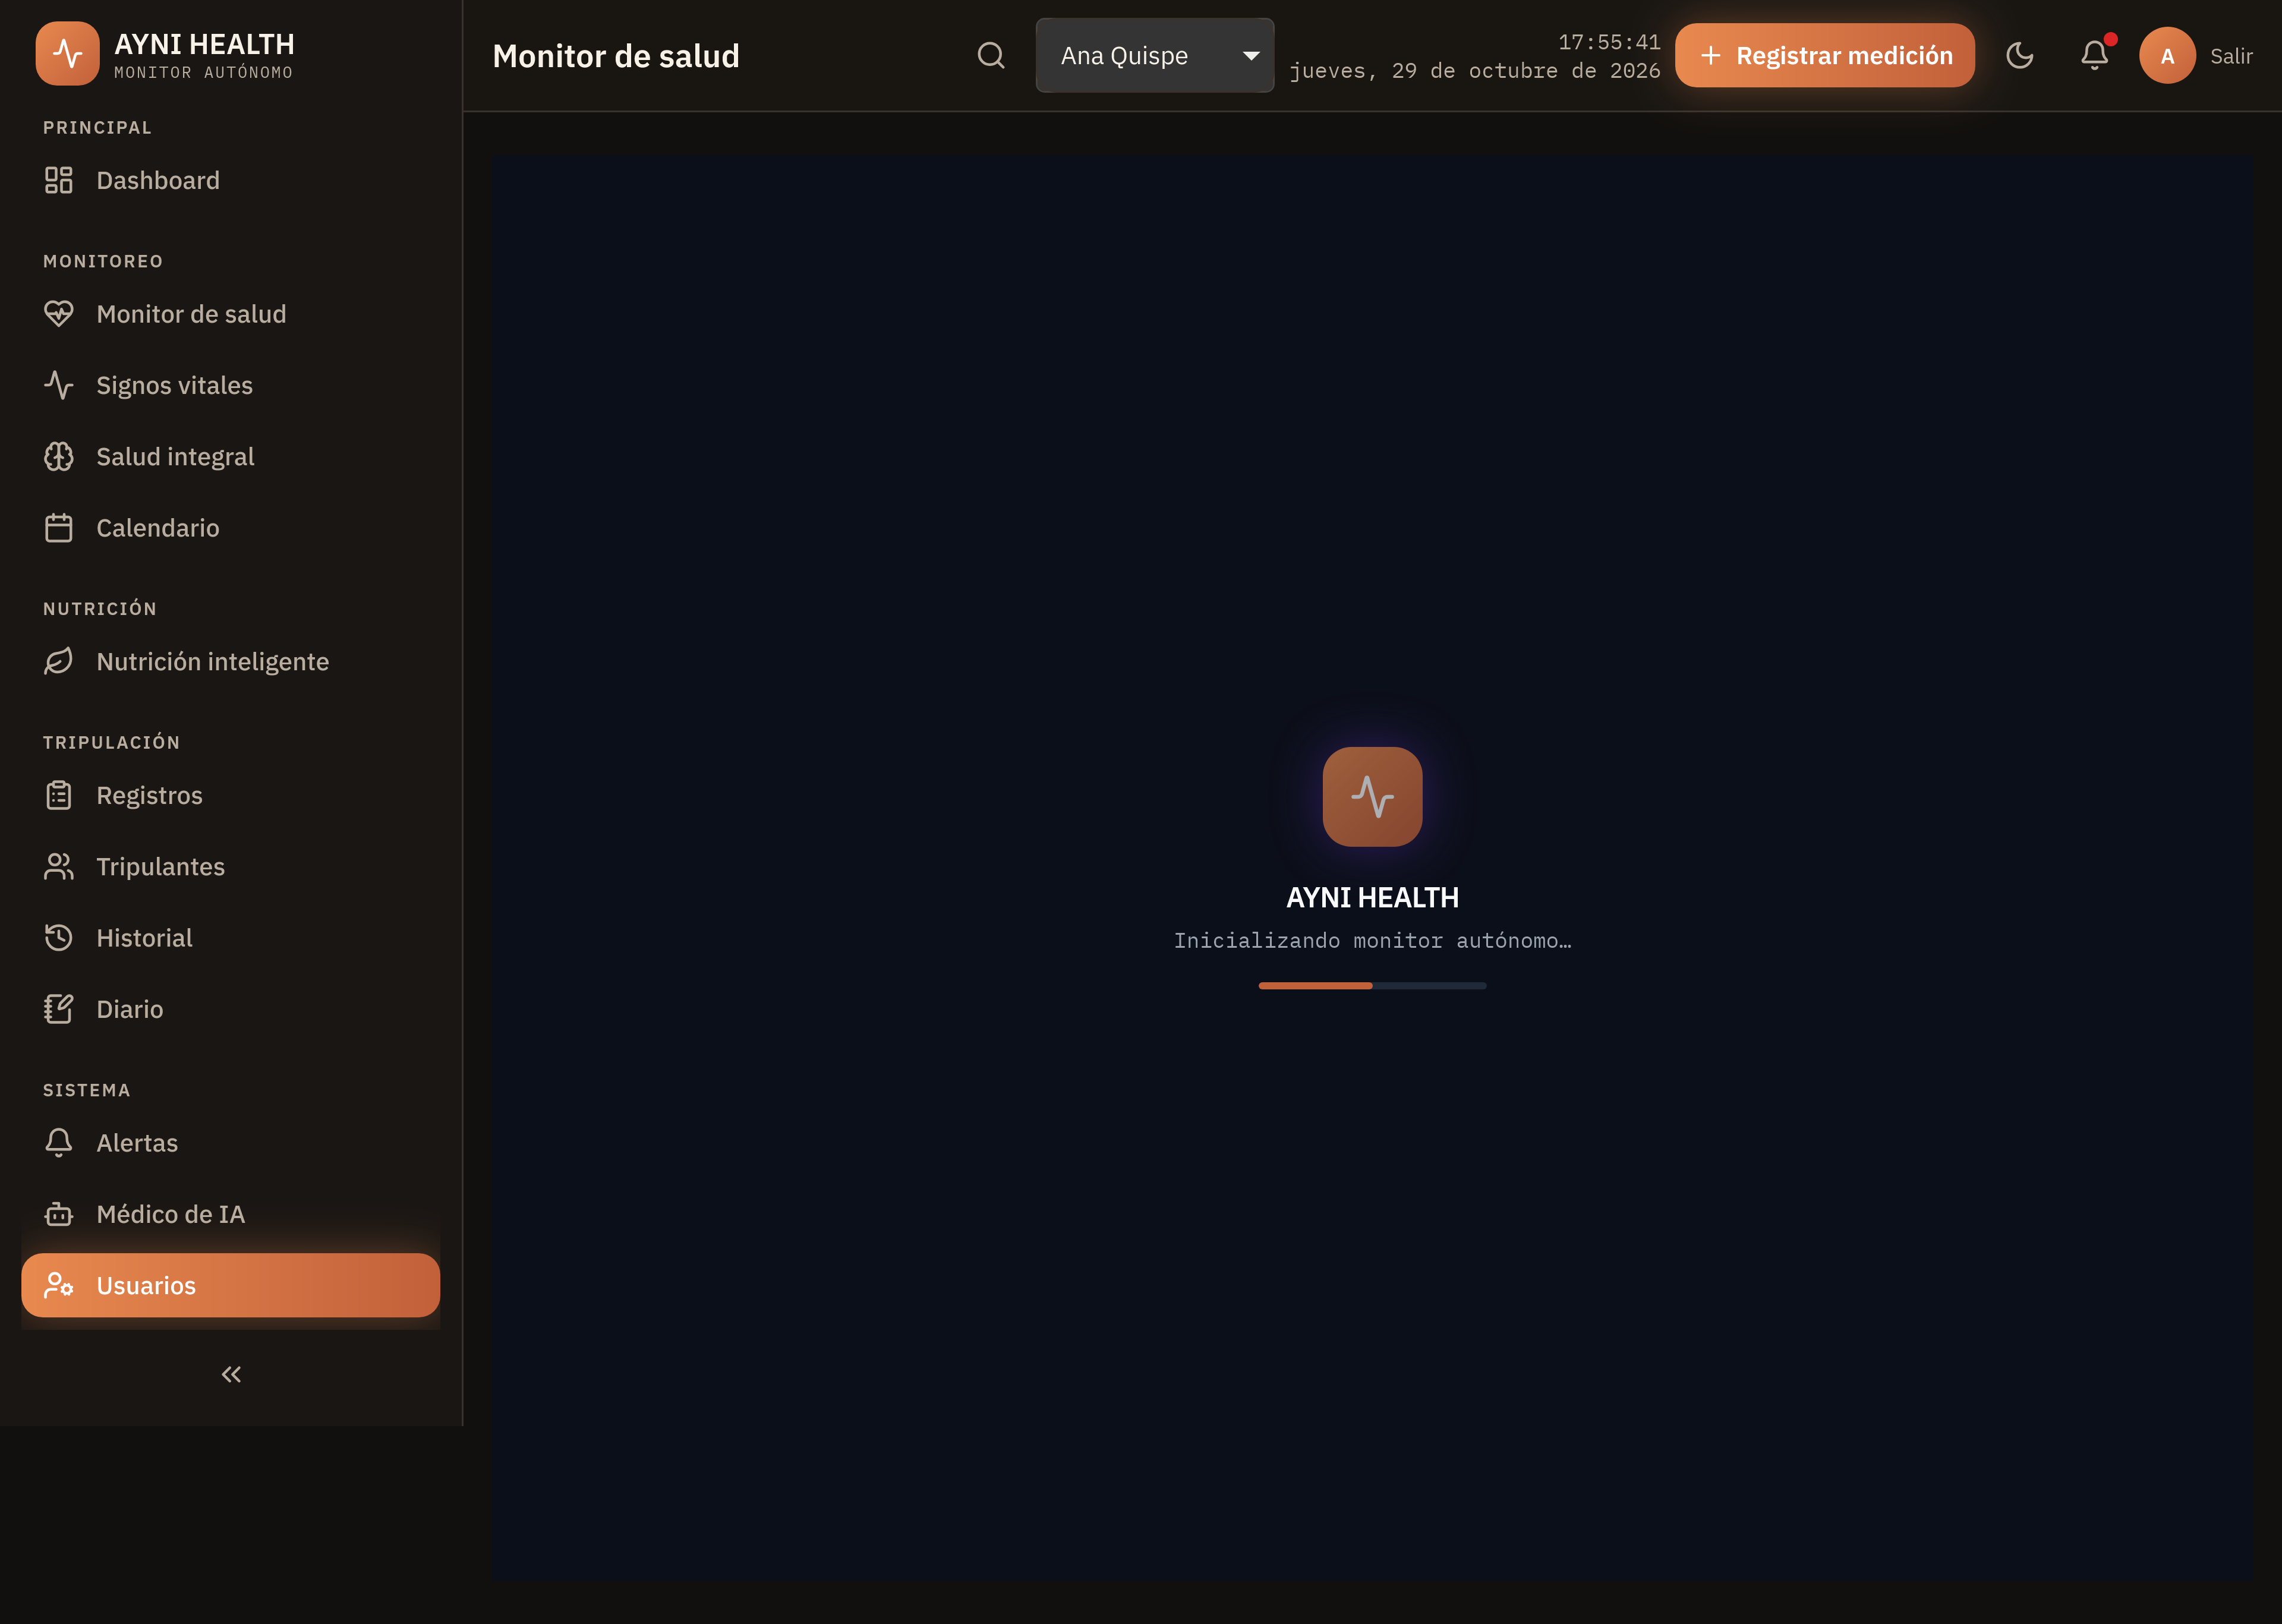 AYNI HEALTH
MONITOR AUTÓNOMO
PRINCIPAL
Dashboard
MONITOREO
Monitor de salud
Signos vitales
Salud integral
Calendario
NUTRICIÓN
Nutrición inteligente
TRIPULACIÓN
Registros
Tripulantes
Historial
Diario
SISTEMA
Alertas
Médico de IA
Usuarios
Monitor de salud
Ana Quispe
17:55:41
jueves, 29 de octubre de 2026
Registrar medición
A
Salir
AYNI HEALTH
Inicializando monitor autónomo…